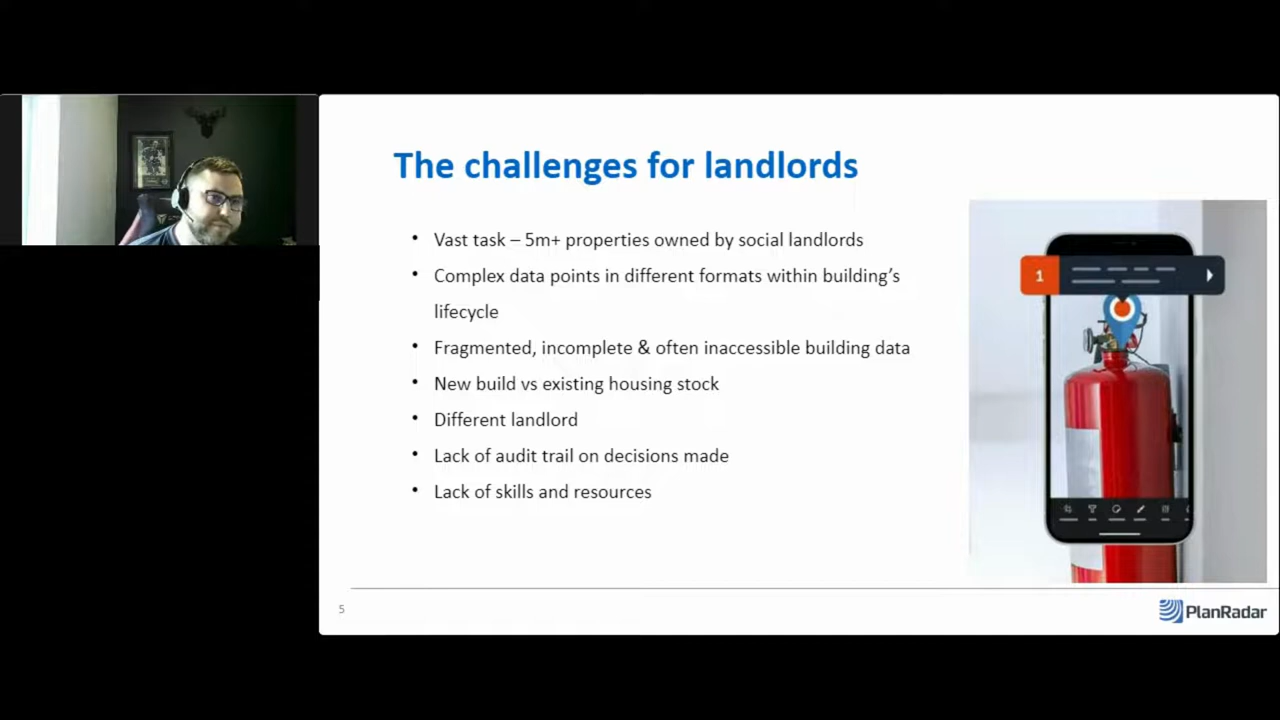 The challenges for landlords
• Vast task – 5m+ properties owned by social landlords
• Complex data points in different formats within building’s
lifecycle
• Fragmented, incomplete & often inaccessible building data
• New build vs existing housing stock
• Different landlord
• Lack of audit trail on decisions made
• Lack of skills and resources
1
5
PlanRadar